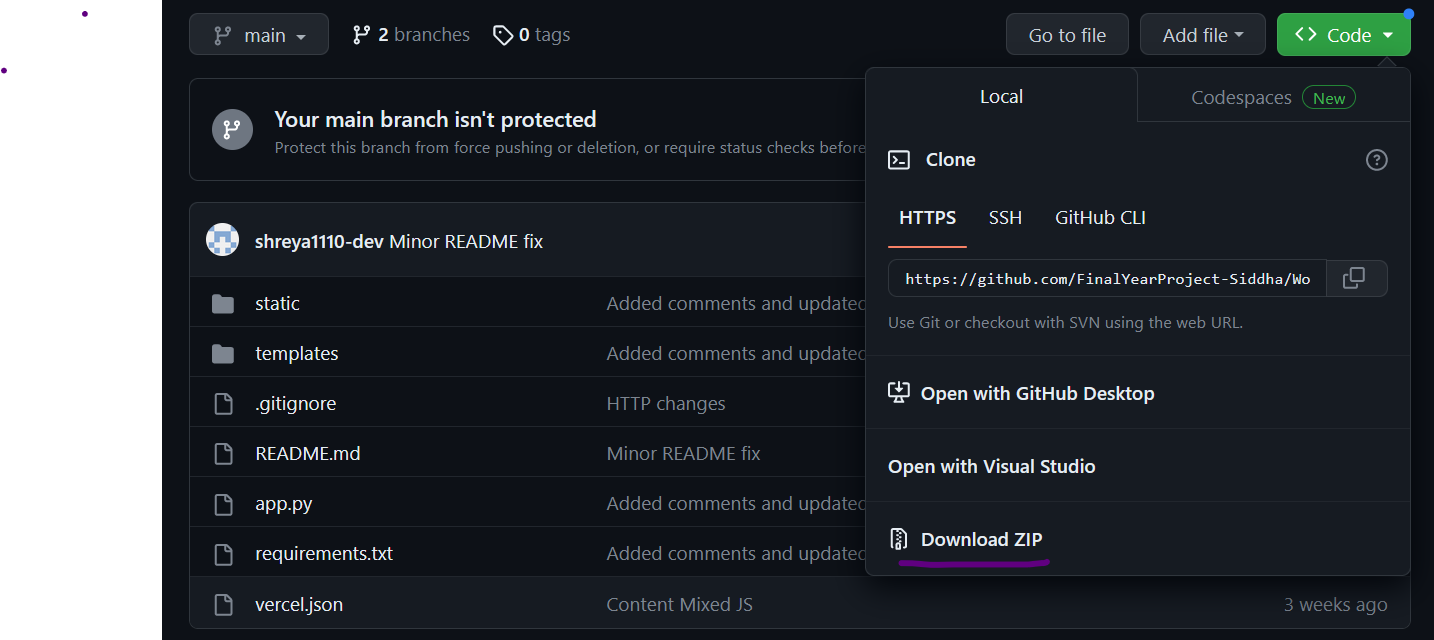 main 2 branches 0 tags Go to file Add file Code
Local Codespaces New
Your main branch isn't protected
Protect this branch from force pushing or deletion, or require status checks before
Clone
HTTPS SSH GitHub CLI
https://github.com/FinalYearProject-Siddha/Wo
Use Git or checkout with SVN using the web URL.
Open with GitHub Desktop
Open with Visual Studio
Download ZIP
shreya1110-dev Minor README fix
static Added comments and updated
templates Added comments and updated
.gitignore HTTP changes
README.md Minor README fix
app.py Added comments and updated
requirements.txt Added comments and updated
vercel.json Content Mixed JS 3 weeks ago